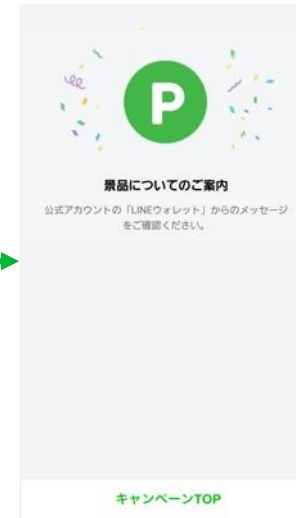 P
景品についてのご案内
公式アカウントの「LINEウォレット」からのメッセージ
をご確認ください。
キャンペーンTOP